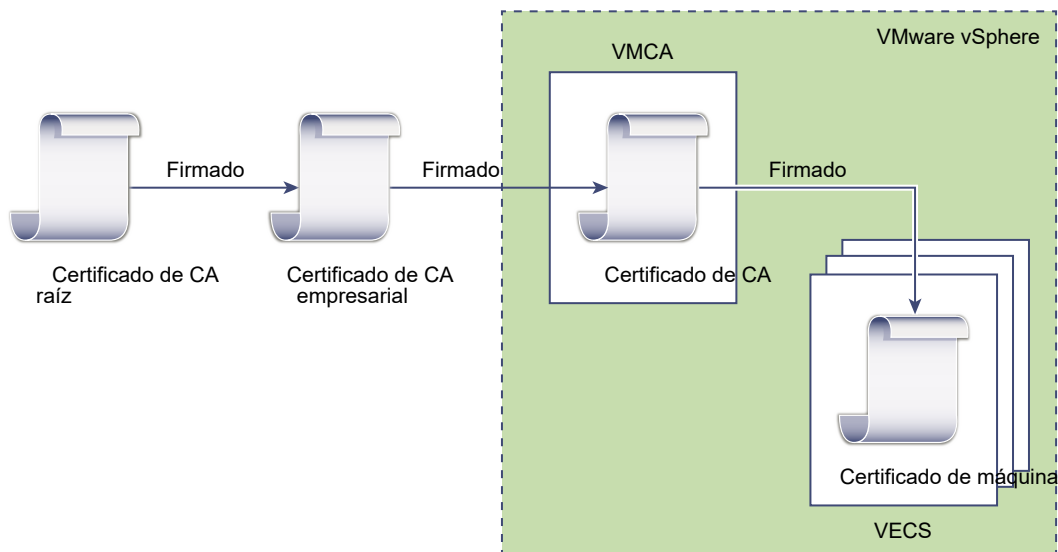 VMware vSphere
VMCA
Firmado
Firmado
Firmado
Certificado de CA
raíz
Certificado de CA
empresarial
Certificado de CA
Certificado de máquina
VECS